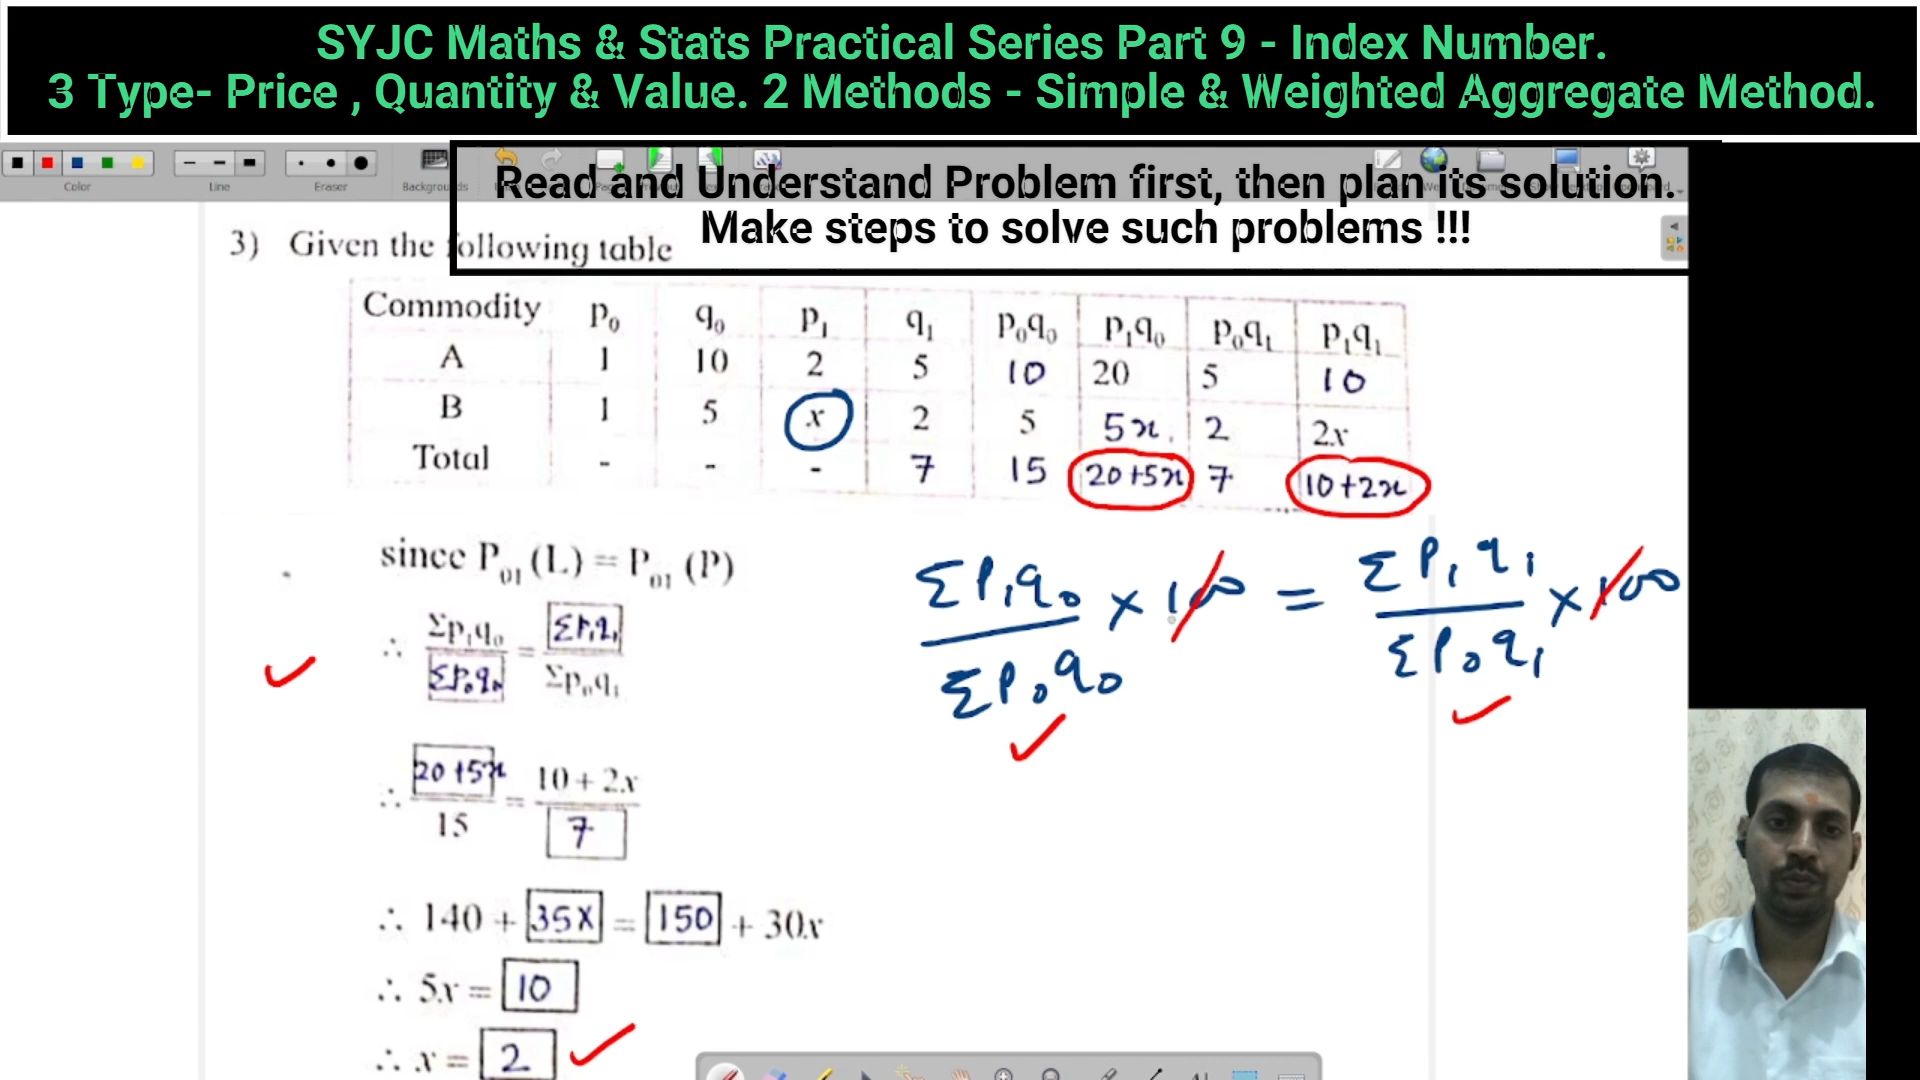 SYJC Maths & Stats Practical Series Part 9 - Index Number.
3 Type- Price , Quantity & Value. 2 Methods - Simple & Weighted Aggregate Method.
Color Line Eraser Backgrounds
Read and Understand Problem first, then plan its solution.
Make steps to solve such problems !!!
3) Given the following table
Commodity p₀ q₀ p₁ q₁ p₀q₀ p₁q₀ p₀q₁ p₁q₁
A 1 10 2 5 10 20 5 10
B 1 5 x 2 5 5x 2 2x
Total - - - 7 15 20+5x 7 10+2x
since P₀₁ (L) = P₀₁ (P)
∴ Σp₁q₀ / Σp₀q₀ = Σp₁q₁ / Σp₀q₁
Σp₁q₀ / Σp₀q₀ × 100 = Σp₁q₁ / Σp₀q₁ × 100
∴ 20+5x / 15 = 10 + 2x / 7
∴ 140 + 35x = 150 + 30x
∴ 5x = 10
∴ x = 2